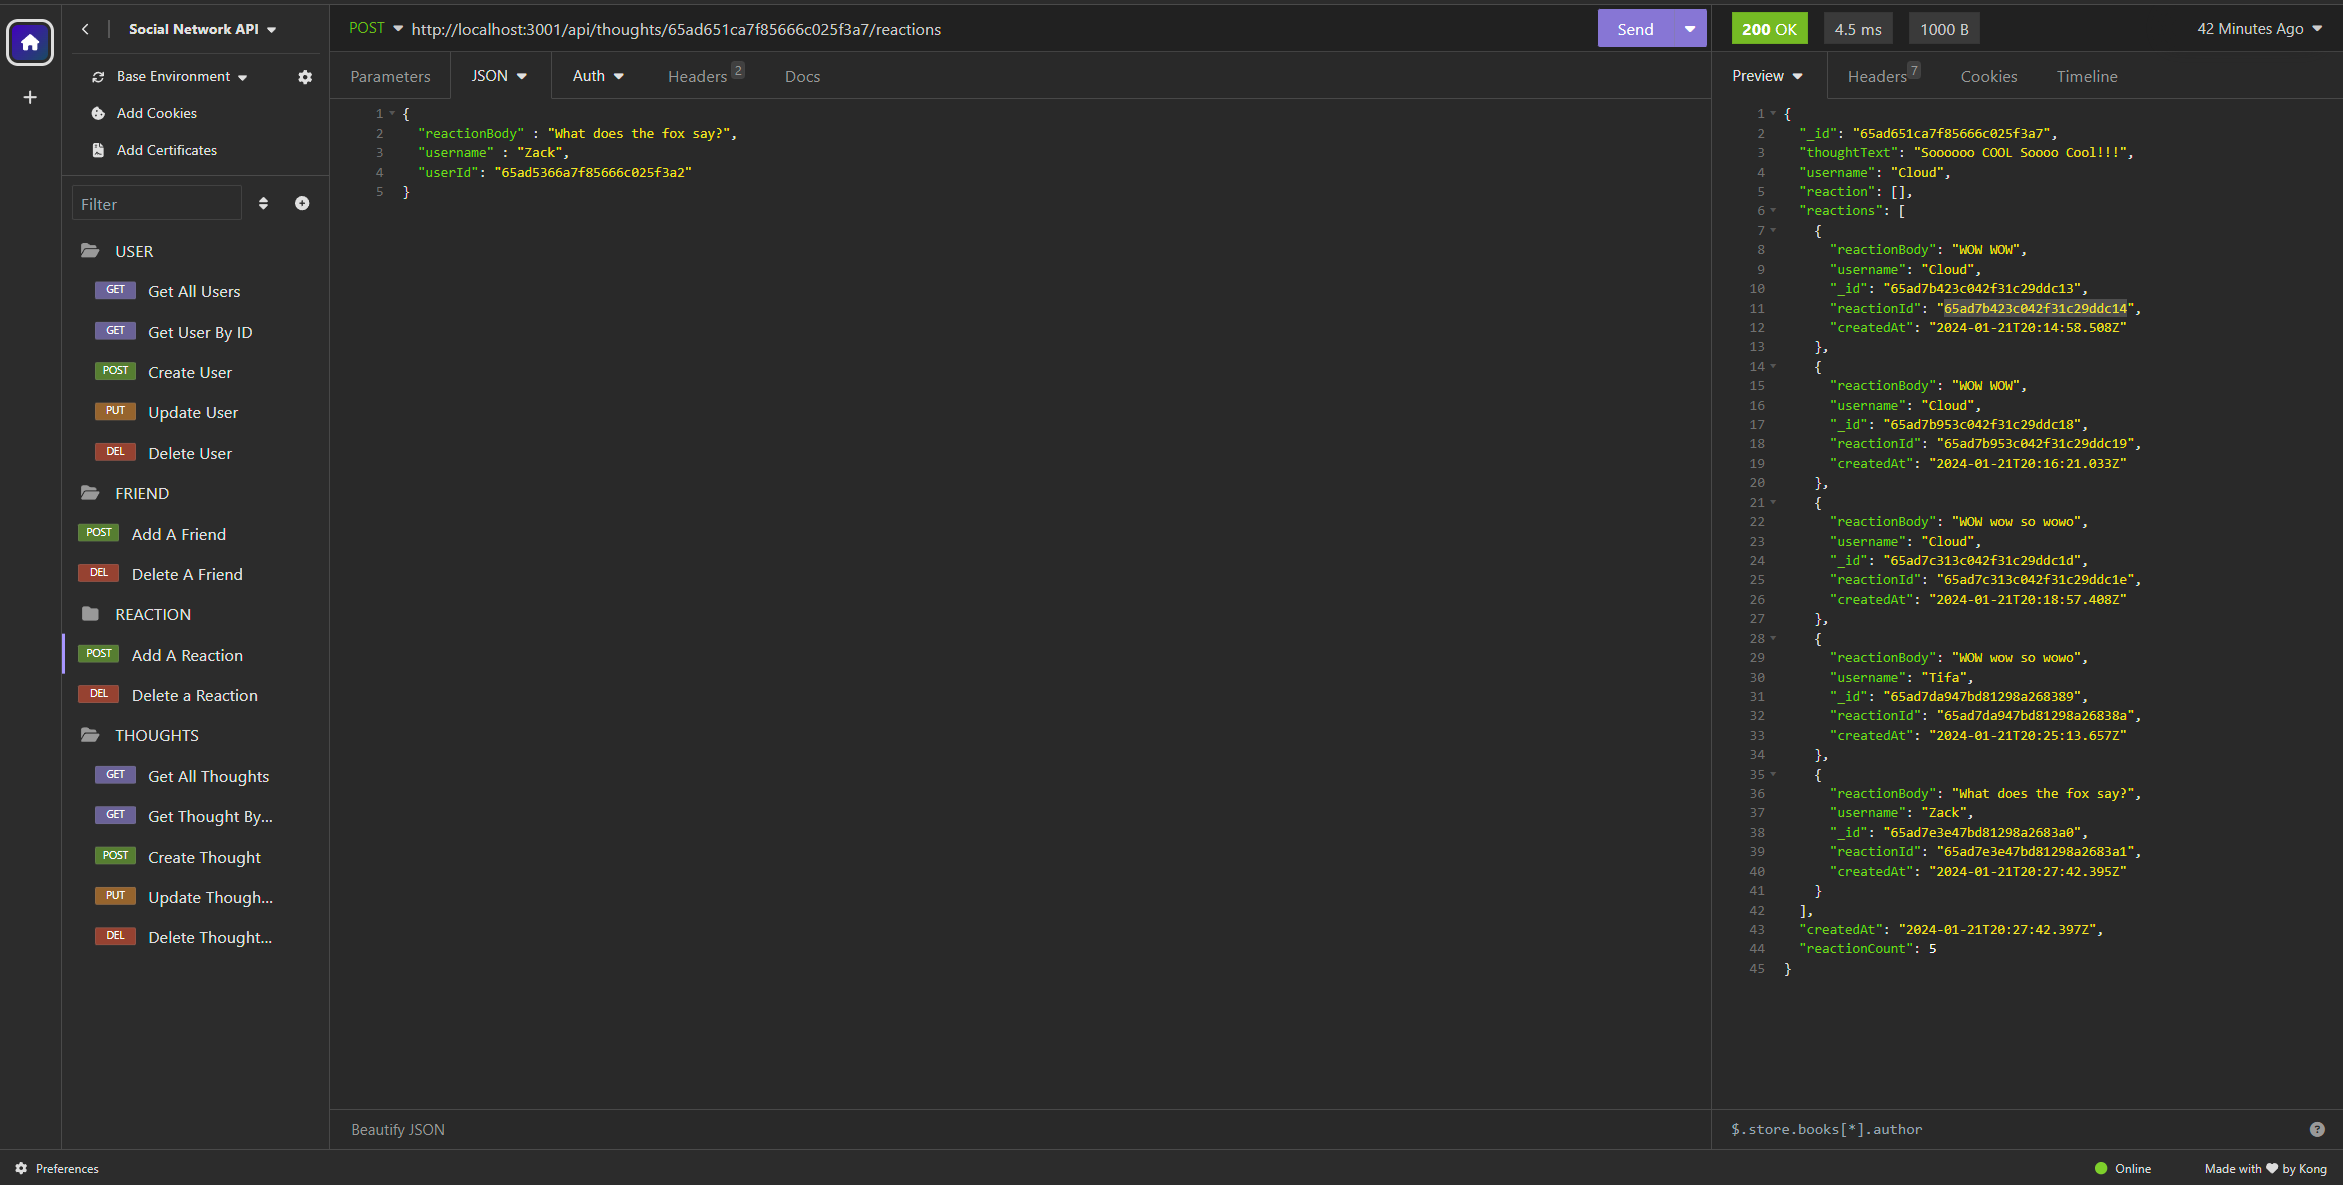 Social Network API
Base Environment
Add Cookies
Add Certificates
Filter
USER
GET Get All Users
GET Get User By ID
POST Create User
PUT Update User
DEL Delete User
FRIEND
POST Add A Friend
DEL Delete A Friend
REACTION
POST Add A Reaction
DEL Delete a Reaction
THOUGHTS
GET Get All Thoughts
GET Get Thought By...
POST Create Thought
PUT Update Though...
DEL Delete Thought...
POST http://localhost:3001/api/thoughts/65ad651ca7f85666c025f3a7/reactions Send
Parameters JSON Auth Headers 2 Docs
1 {
2 "reactionBody" : "What does the fox say?",
3 "username" : "Zack",
4 "userId": "65ad5366a7f85666c025f3a2"
5 }
Beautify JSON
200 OK 4.5 ms 1000 B 42 Minutes Ago
Preview Headers 7 Cookies Timeline
1 {
2 "_id": "65ad651ca7f85666c025f3a7",
3 "thoughtText": "Soooooo COOL Soooo Cool!!!",
4 "username": "Cloud",
5 "reaction": [],
6 "reactions": [
7 {
8 "reactionBody": "WOW WOW",
9 "username": "Cloud",
10 "_id": "65ad7b423c042f31c29ddc13",
11 "reactionId": "65ad7b423c042f31c29ddc14",
12 "createdAt": "2024-01-21T20:14:58.508Z"
13 },
14 {
15 "reactionBody": "WOW WOW",
16 "username": "Cloud",
17 "_id": "65ad7b953c042f31c29ddc18",
18 "reactionId": "65ad7b953c042f31c29ddc19",
19 "createdAt": "2024-01-21T20:16:21.033Z"
20 },
21 {
22 "reactionBody": "WOW wow so wowo",
23 "username": "Cloud",
24 "_id": "65ad7c313c042f31c29ddc1d",
25 "reactionId": "65ad7c313c042f31c29ddc1e",
26 "createdAt": "2024-01-21T20:18:57.408Z"
27 },
28 {
29 "reactionBody": "WOW wow so wowo",
30 "username": "Tifa",
31 "_id": "65ad7da947bd81298a268389",
32 "reactionId": "65ad7da947bd81298a26838a",
33 "createdAt": "2024-01-21T20:25:13.657Z"
34 },
35 {
36 "reactionBody": "What does the fox say?",
37 "username": "Zack",
38 "_id": "65ad7e3e47bd81298a2683a0",
39 "reactionId": "65ad7e3e47bd81298a2683a1",
40 "createdAt": "2024-01-21T20:27:42.395Z"
41 }
42 ],
43 "createdAt": "2024-01-21T20:27:42.397Z",
44 "reactionCount": 5
45 }
$.store.books[*].author
Preferences
Online
Made with ♥ by Kong